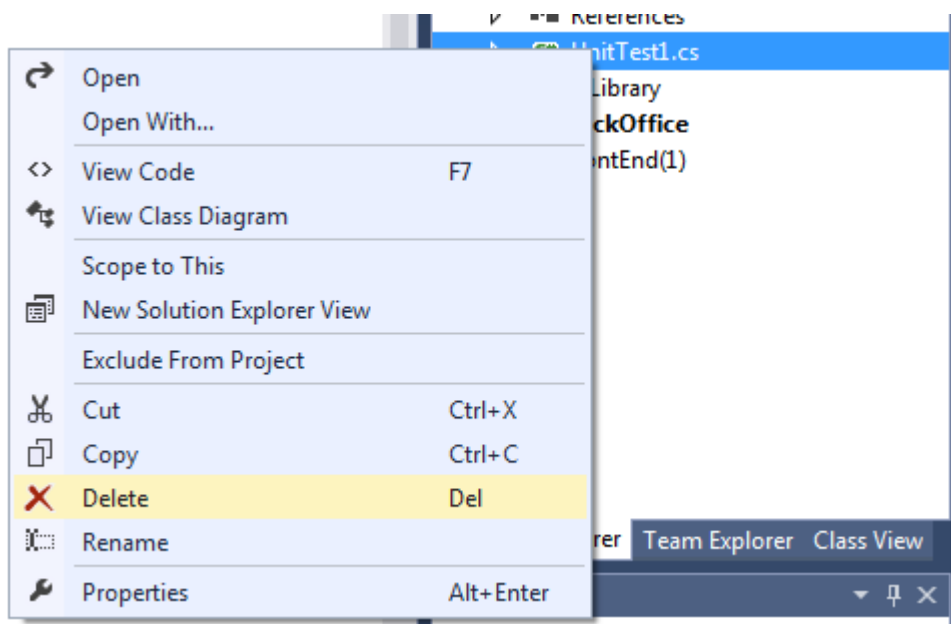 References
UnitTest1.cs
Library
ckOffice
ontEnd(1)
Open
Open With...
View Code F7
View Class Diagram
Scope to This
New Solution Explorer View
Exclude From Project
Cut Ctrl+X
Copy Ctrl+C
Delete Del
Rename
Properties Alt+Enter
rer Team Explorer Class View